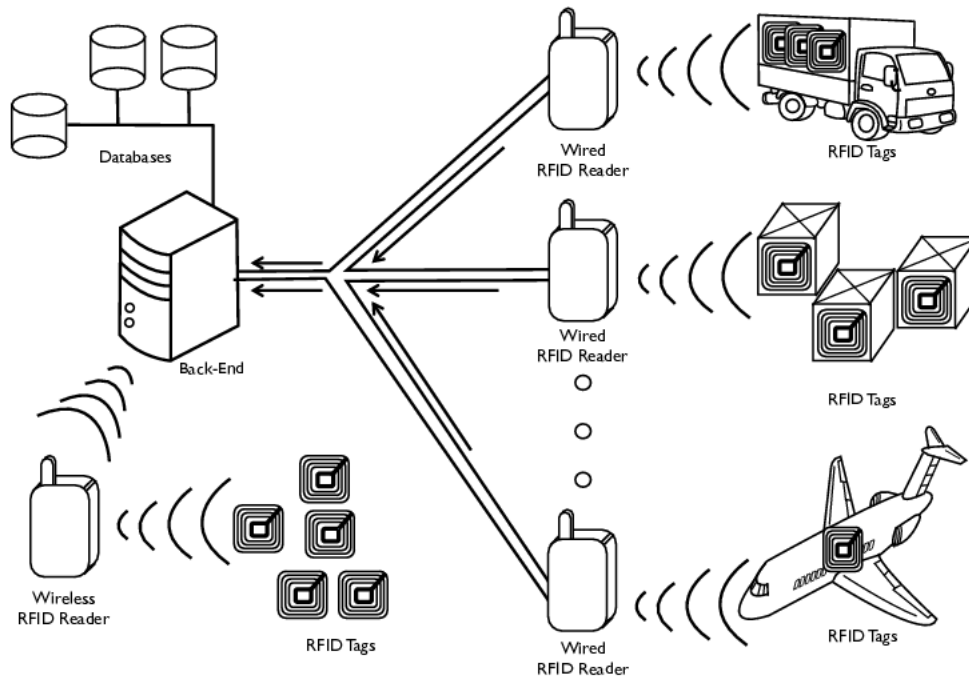 Databases
Back-End
Wired
RFID Reader
RFID Tags
Wired
RFID Reader
RFID Tags
Wireless
RFID Reader
RFID Tags
Wired
RFID Reader
RFID Tags